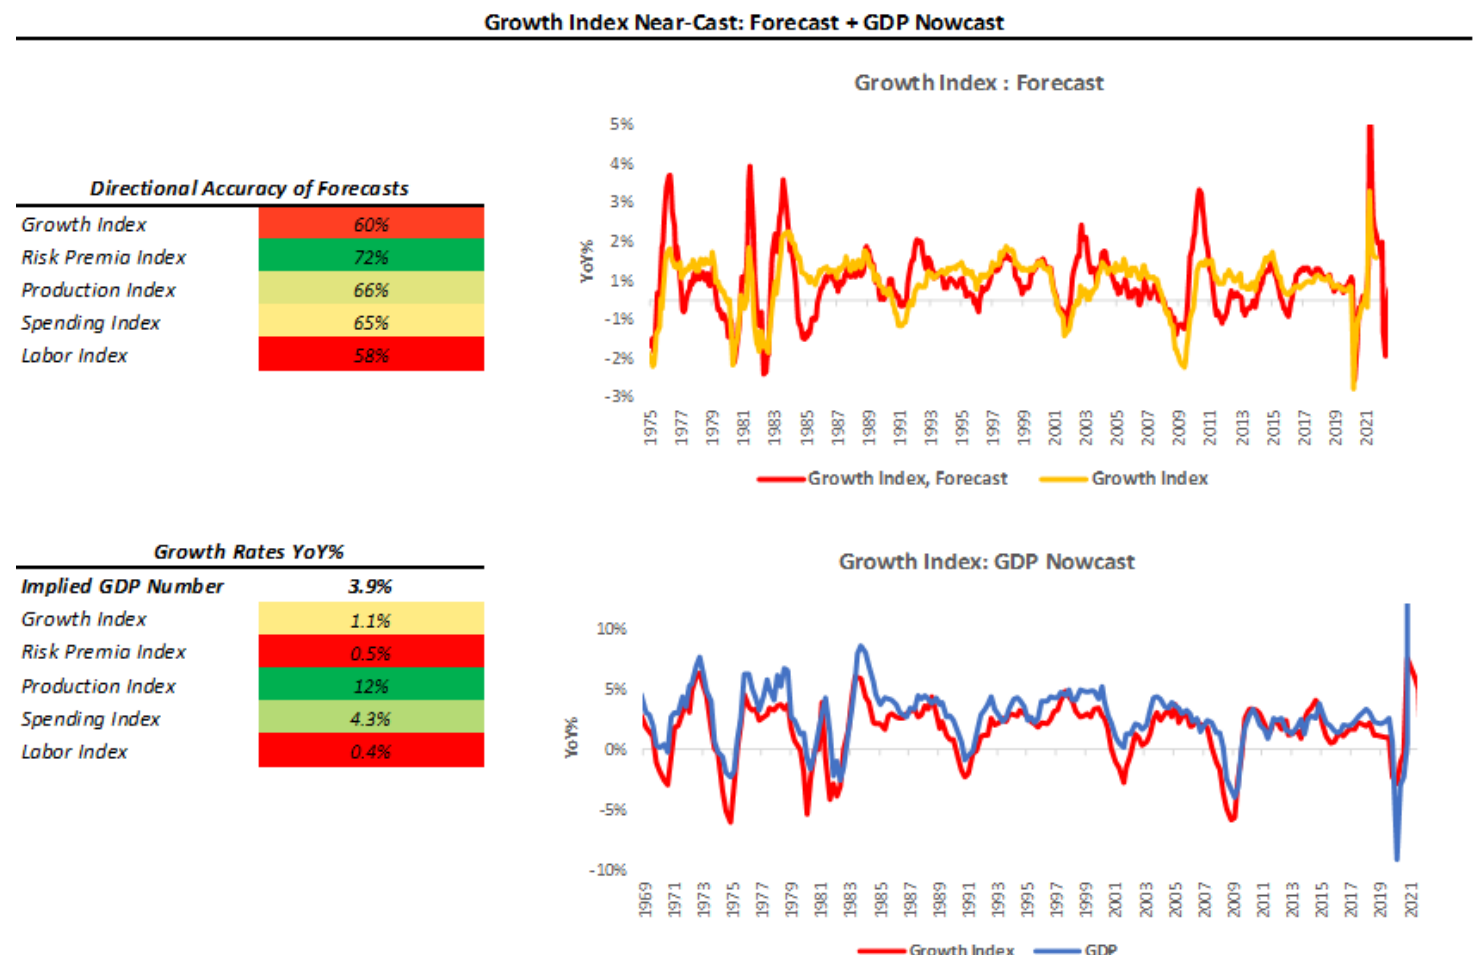 Growth Index Near-Cast: Forecast + GDP Nowcast
Directional Accuracy of Forecasts
Growth Index 60%
Risk Premia Index 72%
Production Index 66%
Spending Index 65%
Labor Index 58%
Growth Index : Forecast
5%
4%
3%
2%
1%
-1%
-2%
-3%
YoY%
1975 1977 1979 1981 1983 1985 1987 1989 1991 1993 1995 1997 1999 2001 2003 2005 2007 2009 2011 2013 2015 2017 2019 2021
Growth Index, Forecast Growth Index
Growth Rates YoY%
Implied GDP Number 3.9%
Growth Index 1.1%
Risk Premia Index 0.5%
Production Index 12%
Spending Index 4.3%
Labor Index 0.4%
Growth Index: GDP Nowcast
10%
5%
0%
-5%
-10%
YoY%
1969 1971 1973 1975 1977 1979 1981 1983 1985 1987 1989 1991 1993 1995 1997 1999 2001 2003 2005 2007 2009 2011 2013 2015 2017 2019 2021
Growth Index GDP